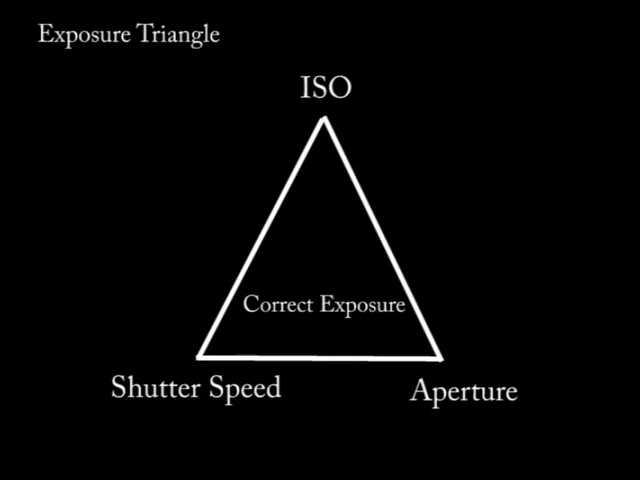 Exposure Triangle
ISO
Correct Exposure
Shutter Speed
Aperture